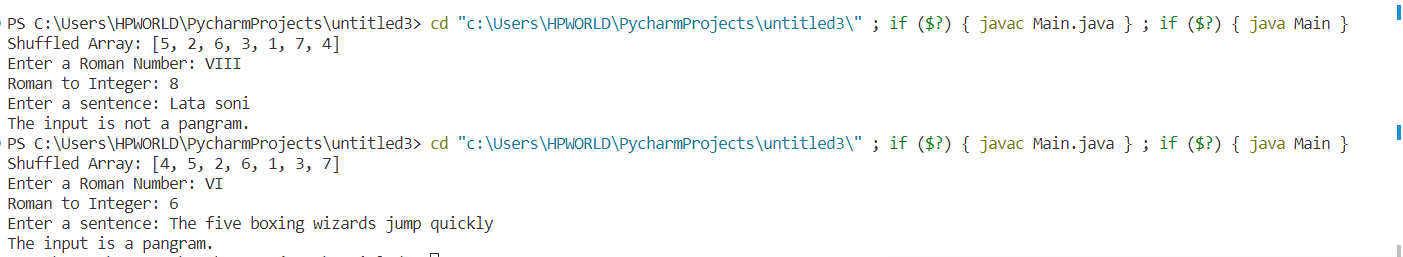 PS C:\Users\HPWORLD\PycharmProjects\untitled3> cd "c:\Users\HPWORLD\PycharmProjects\untitled3\" ; if ($?) { javac Main.java } ; if ($?) { java Main }
Shuffled Array: [5, 2, 6, 3, 1, 7, 4]
Enter a Roman Number: VIII
Roman to Integer: 8
Enter a sentence: Lata soni
The input is not a pangram.
PS C:\Users\HPWORLD\PycharmProjects\untitled3> cd "c:\Users\HPWORLD\PycharmProjects\untitled3\" ; if ($?) { javac Main.java } ; if ($?) { java Main }
Shuffled Array: [4, 5, 2, 6, 1, 3, 7]
Enter a Roman Number: VI
Roman to Integer: 6
Enter a sentence: The five boxing wizards jump quickly
The input is a pangram.